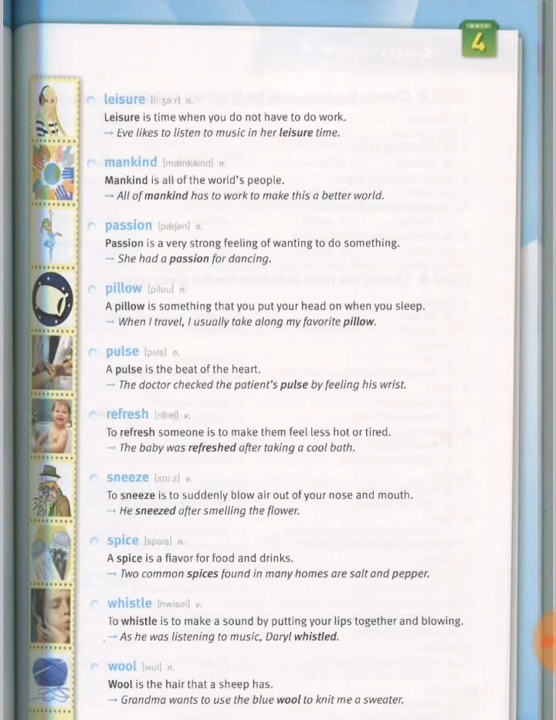 UNIT
4
leisure [líːʒəːr] n.
Leisure is time when you do not have to do work.
→ Eve likes to listen to music in her leisure time.
mankind [mænkáind] n.
Mankind is all of the world's people.
→ All of mankind has to work to make this a better world.
passion [pǽʃən] n.
Passion is a very strong feeling of wanting to do something.
→ She had a passion for dancing.
pillow [pílou] n.
A pillow is something that you put your head on when you sleep.
→ When I travel, I usually take along my favorite pillow.
pulse [pʌls] n.
A pulse is the beat of the heart.
→ The doctor checked the patient's pulse by feeling his wrist.
refresh [rifréʃ] v.
To refresh someone is to make them feel less hot or tired.
→ The baby was refreshed after taking a cool bath.
sneeze [sniːz] v.
To sneeze is to suddenly blow air out of your nose and mouth.
→ He sneezed after smelling the flower.
spice [spais] n.
A spice is a flavor for food and drinks.
→ Two common spices found in many homes are salt and pepper.
whistle [hwísəl] v.
To whistle is to make a sound by putting your lips together and blowing.
→ As he was listening to music, Daryl whistled.
wool [wul] n.
Wool is the hair that a sheep has.
→ Grandma wants to use the blue wool to knit me a sweater.